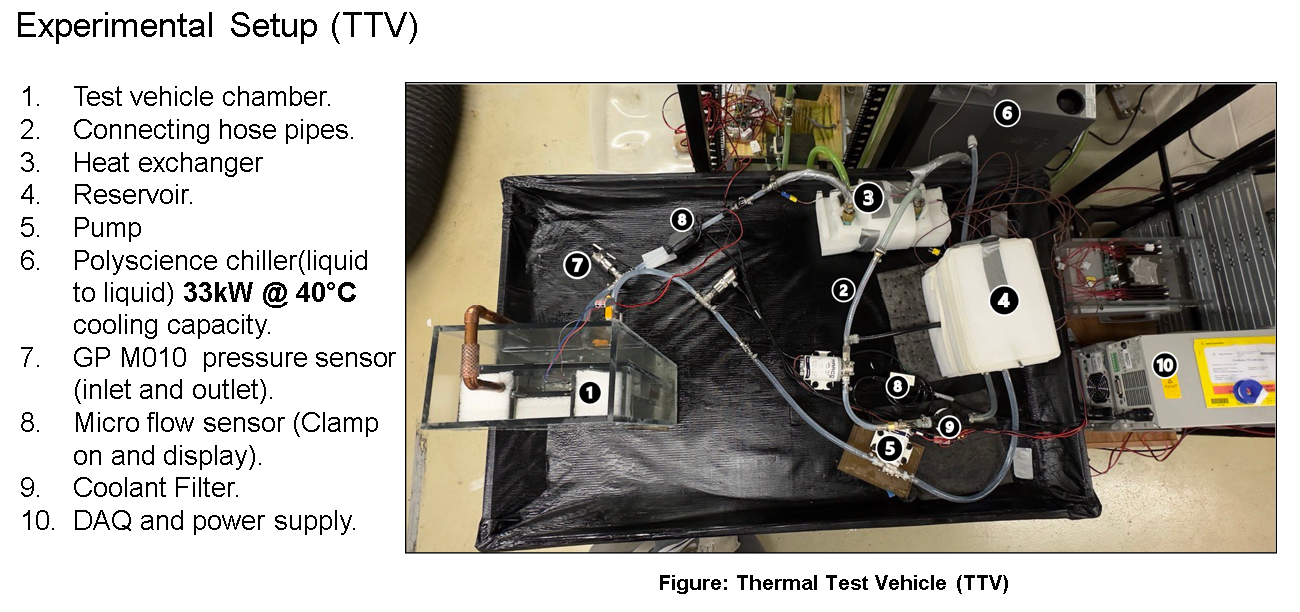 Experimental Setup (TTV)
1. Test vehicle chamber.
2. Connecting hose pipes.
3. Heat exchanger
4. Reservoir.
5. Pump
6. Polyscience chiller(liquid
to liquid) 33kW @ 40°C
cooling capacity.
7. GP M010  pressure sensor
(inlet and outlet).
8. Micro flow sensor (Clamp
on and display).
9. Coolant Filter.
10. DAQ and power supply.
6
3
8
7
2
4
10
1
8
9
5
Figure: Thermal Test Vehicle (TTV)